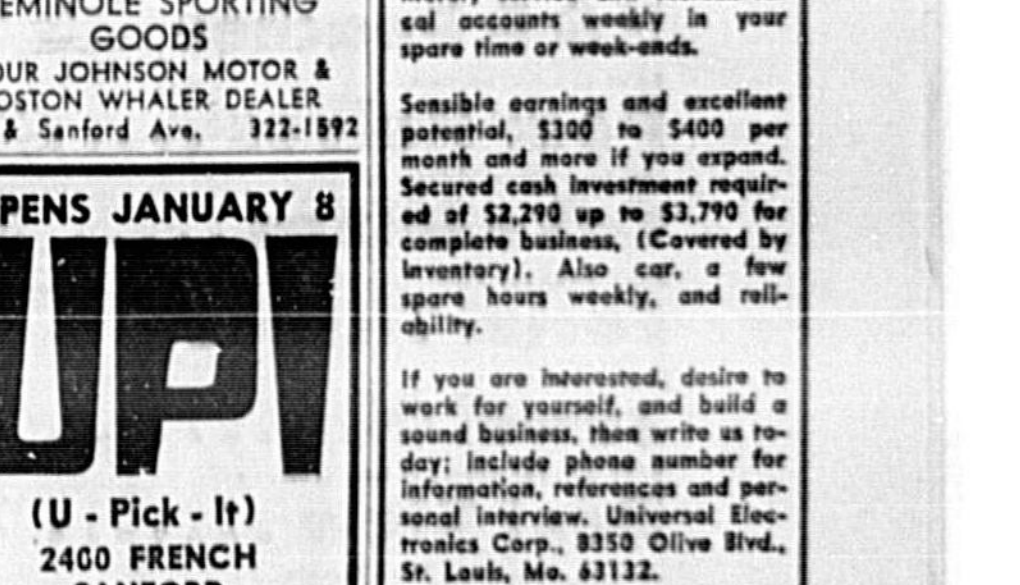 EMINOLE SPORTING
GOODS
OUR JOHNSON MOTOR &
OSTON WHALER DEALER
& Sanford Ave. 322-1592
PENS JANUARY 8
UPI
(U - Pick - It)
2400 FRENCH
SANFORD
cal accounts weekly in your
spare time or week-ends.
Sensible earnings and excellent
potential, $300 to $400 per
month and more if you expand.
Secured cash investment requir-
ed of $2,290 up to $3,790 for
complete business, (Covered by
Inventory). Also car, a few
spare hours weekly, and reli-
ability.
If you are interested, desire to
work for yourself, and build a
sound business, then write us to-
day; include phone number for
information, references and per-
sonal interview. Universal Elec-
tronics Corp., 8350 Olive Blvd.,
St. Louis, Mo. 63132.